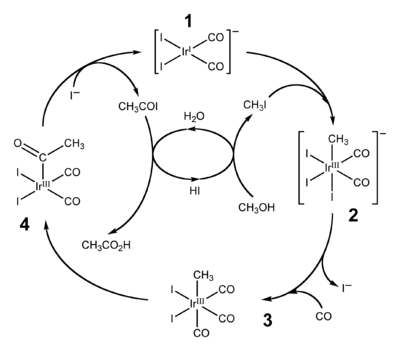 1
I CO –
Ir^I
I CO
I–
CH3COI
H2O
CH3I
HI
CH3OH
CH3CO2H
O CH3
C
I Ir^III CO
I CO
4
CH3 –
I CO
Ir^III
I CO
I
2
I–
CO
CH3
I CO
Ir^III
I CO
CO
3